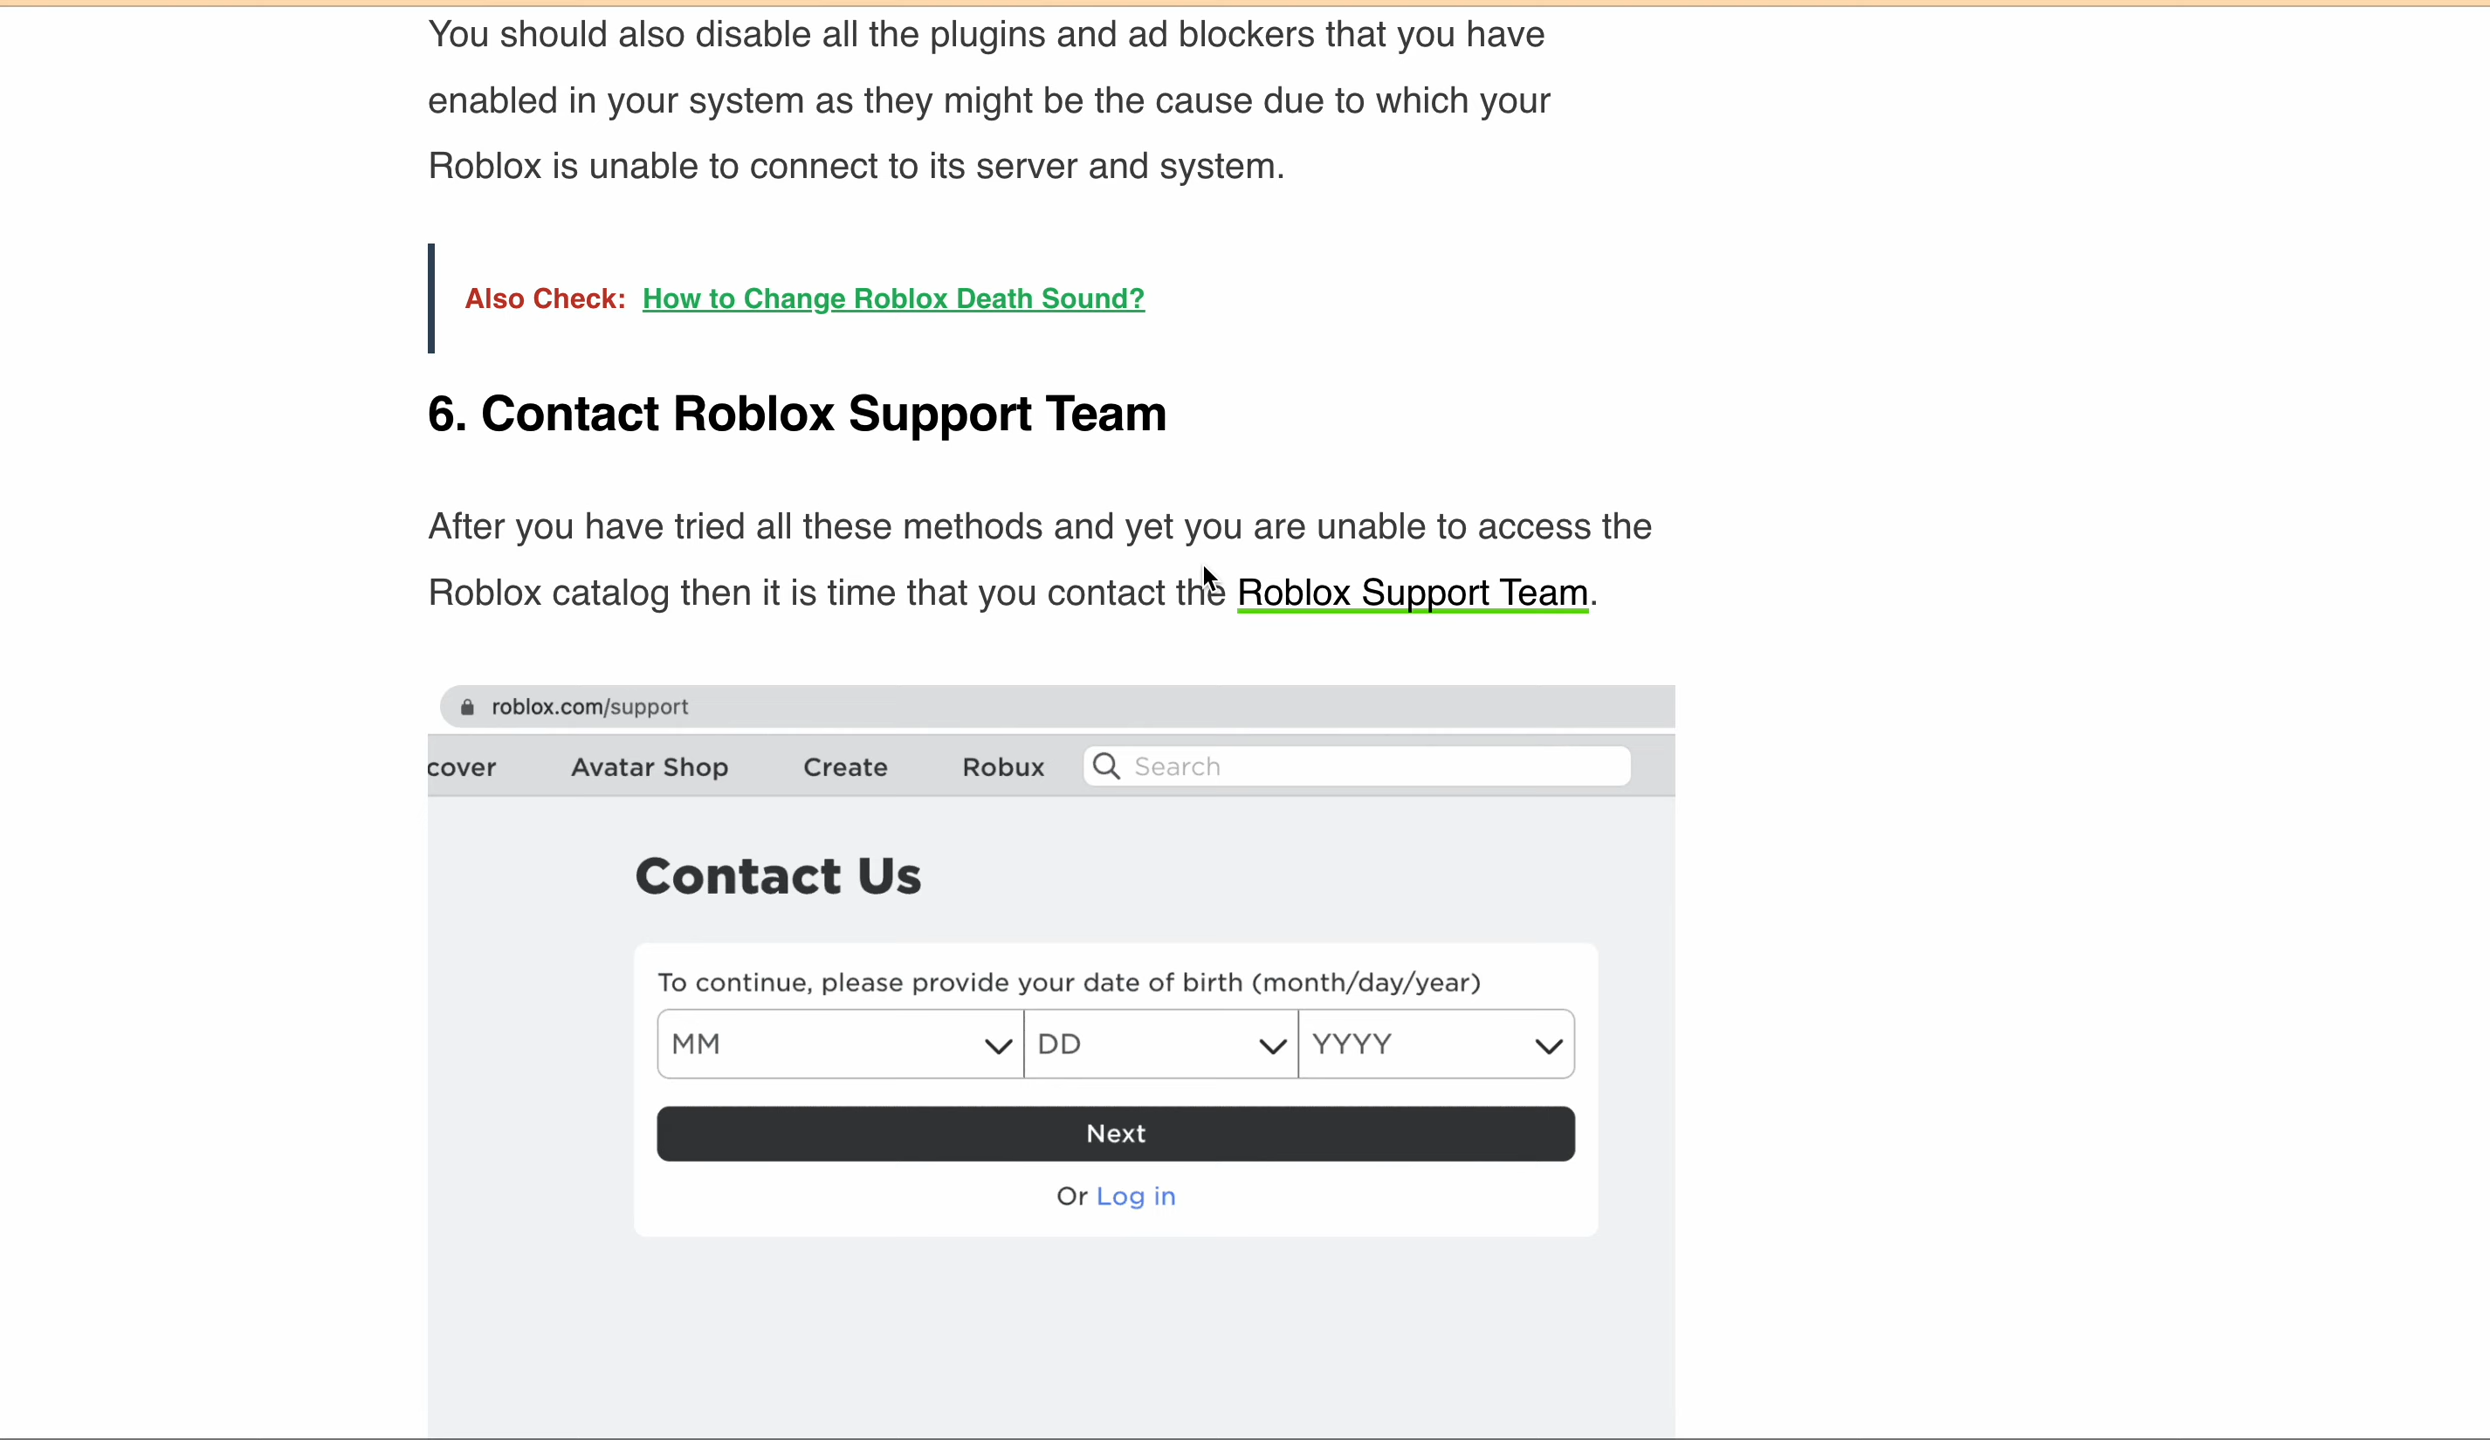 You should also disable all the plugins and ad blockers that you have
enabled in your system as they might be the cause due to which your
Roblox is unable to connect to its server and system.
Also Check: How to Change Roblox Death Sound?
6. Contact Roblox Support Team
After you have tried all these methods and yet you are unable to access the
Roblox catalog then it is time that you contact the Roblox Support Team.
roblox.com/support
cover Avatar Shop Create Robux Search
Contact Us
To continue, please provide your date of birth (month/day/year)
MM DD YYYY
Next
Or Log in